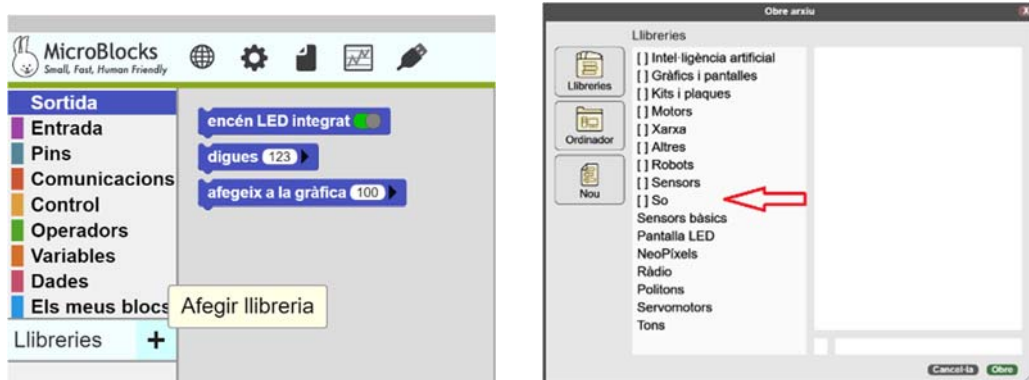 MicroBlocks
Small, Fast, Human Friendly
Sortida
Entrada
Pins
Comunicacions
Control
Operadors
Variables
Dades
Els meus blocs
Llibreries +
encén LED integrat
digues 123
afegeix a la gràfica 100
Afegir llibreria
Obre arxiu
Llibreries
Ordinador
Nou
Llibreries
[ ] Intel·ligència artificial
[ ] Gràfics i pantalles
[ ] Kits i plaques
[ ] Motors
[ ] Xarxa
[ ] Altres
[ ] Robots
[ ] Sensors
[ ] So
Sensors bàsics
Pantalla LED
NeoPíxels
Ràdio
Politons
Servomotors
Tons
Cancel·la
Obre